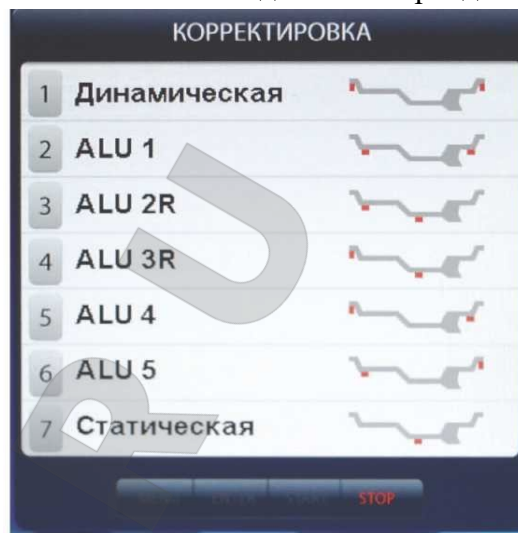 КОРРЕКТИРОВКА
1 Динамическая
2 ALU 1
3 ALU 2R
4 ALU 3R
5 ALU 4
6 ALU 5
7 Статическая
STOP